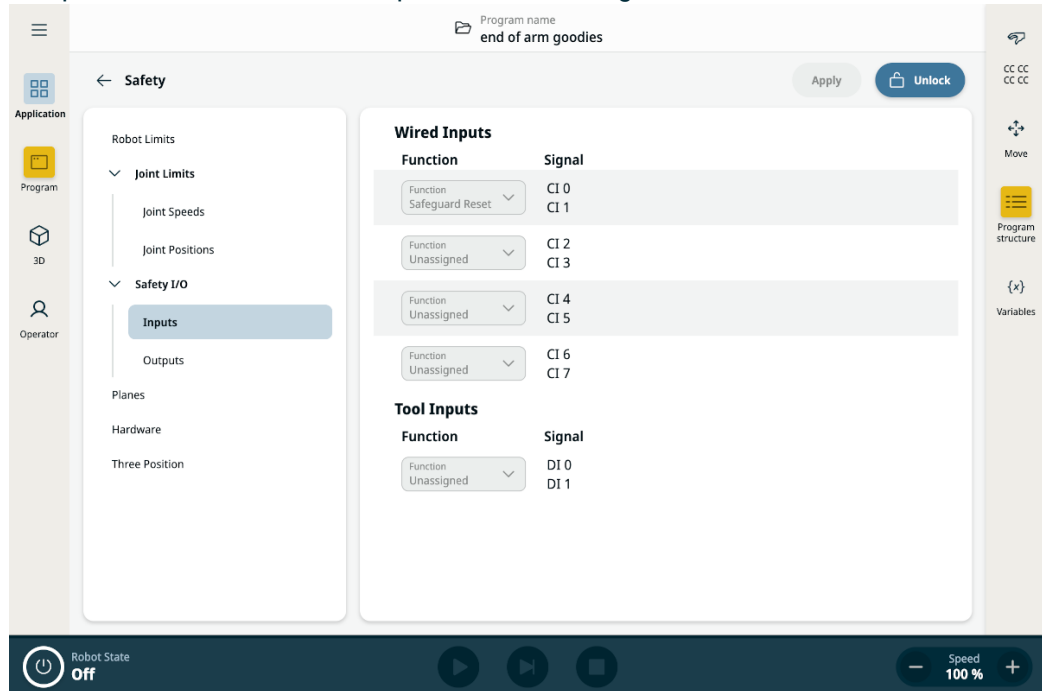 Program name
end of arm goodies
Safety
Apply
Unlock
CC CC
CC CC
Application
Program
3D
Operator
Robot Limits
Joint Limits
Joint Speeds
Joint Positions
Safety I/O
Inputs
Outputs
Planes
Hardware
Three Position
Wired Inputs
Function Signal
Function
Safeguard Reset
CI 0
CI 1
Function
Unassigned
CI 2
CI 3
Function
Unassigned
CI 4
CI 5
Function
Unassigned
CI 6
CI 7
Tool Inputs
Function Signal
Function
Unassigned
DI 0
DI 1
Move
Program
structure
{x}
Variables
Robot State
Off
Speed
100 %